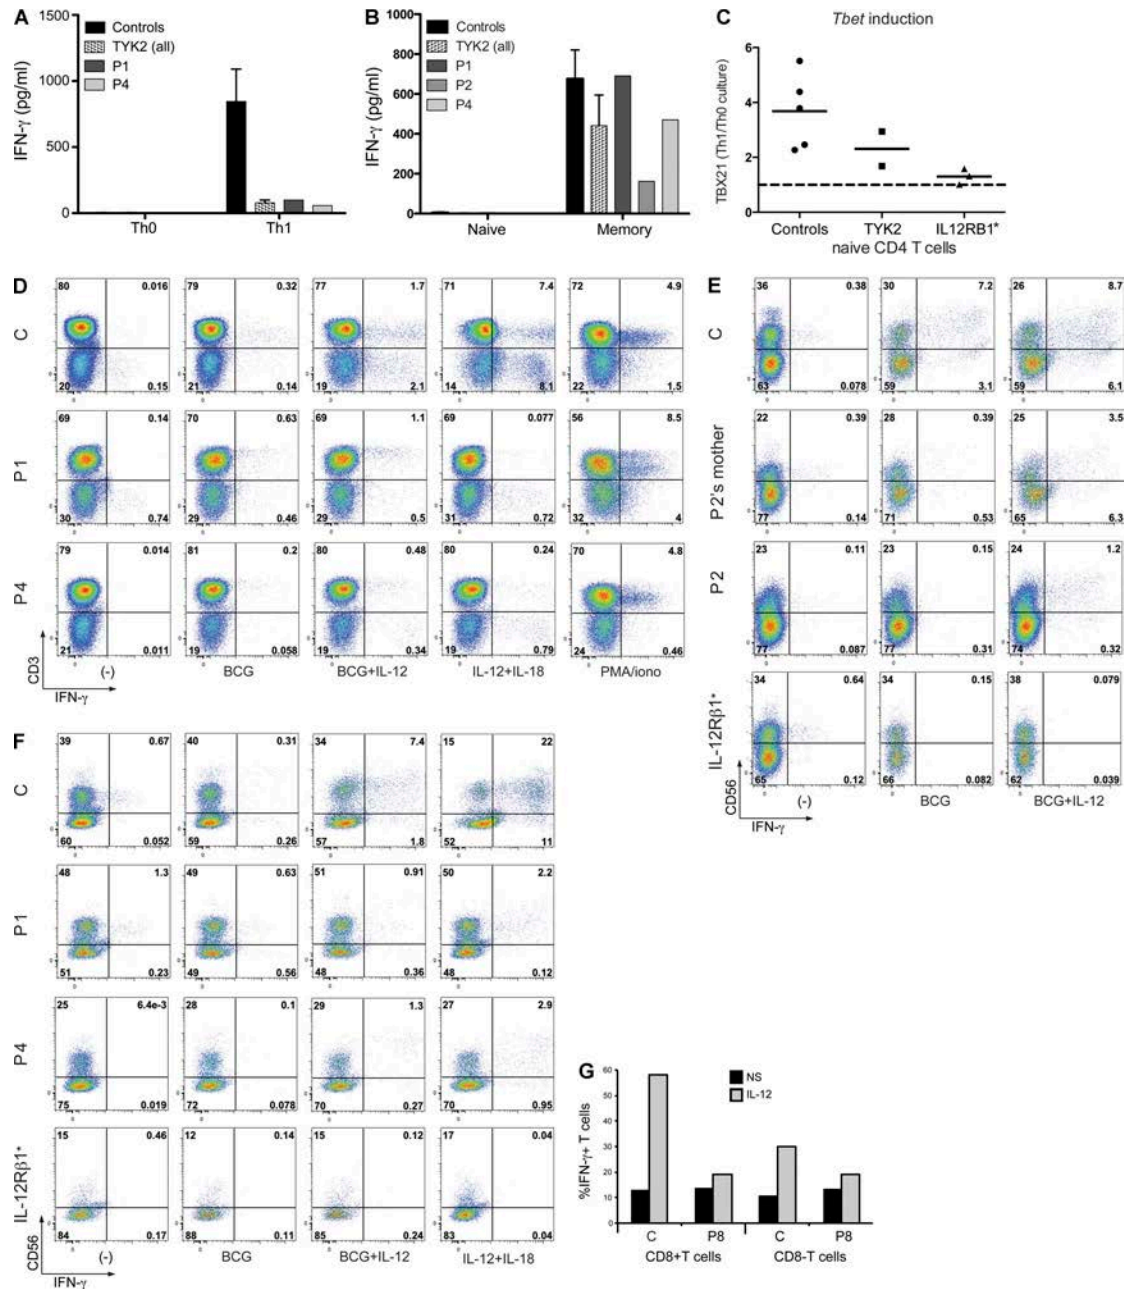 A
IFN-γ (pg/ml)
1500
1000
500
0
Controls
TYK2 (all)
P1
P4
Th0
Th1
B
IFN-γ (pg/ml)
1000
800
600
400
200
0
Controls
TYK2 (all)
P1
P2
P4
Naive
Memory
C
Tbet induction
TBX21 (Th1/Th0 culture)
6
4
2
0
Controls
TYK2
IL12RB1*
naive CD4 T cells
D
C
80 0.016 79 0.32 77 1.7 71 7.4 72 4.9
20 0.15 21 0.14 19 2.1 14 8.1 22 1.5
P1
69 0.14 70 0.63 69 1.1 69 0.077 56 8.5
30 0.74 29 0.46 29 0.5 31 0.72 32 4
P4
79 0.014 81 0.2 80 0.48 80 0.24 70 4.8
21 0.011 19 0.058 19 0.34 19 0.79 24 0.46
CD3
IFN-γ
(-)
BCG
BCG+IL-12
IL-12+IL-18
PMA/iono
E
C
36 0.38 30 7.2 26 8.7
63 0.078 59 3.1 59 6.1
P2's mother
22 0.39 28 0.39 25 3.5
77 0.14 71 0.53 65 6.3
P2
23 0.11 23 0.15 24 1.2
77 0.087 77 0.31 74 0.32
IL-12Rβ1*
34 0.64 34 0.15 38 0.079
65 0.12 66 0.082 62 0.039
CD56
IFN-γ
(-)
BCG
BCG+IL-12
F
C
39 0.67 40 0.31 34 7.4 15 22
60 0.052 59 0.26 57 1.8 52 11
P1
48 1.3 49 0.63 51 0.91 50 2.2
51 0.23 49 0.56 48 0.36 48 0.12
P4
25 6.4e-3 28 0.1 29 1.3 27 2.9
75 0.019 72 0.078 70 0.27 70 0.95
IL-12Rβ1*
15 0.46 12 0.14 15 0.12 17 0.04
84 0.17 88 0.11 85 0.24 83 0.04
CD56
IFN-γ
(-)
BCG
BCG+IL-12
IL-12+IL-18
G
%IFN-γ+ T cells
60
50
40
30
20
10
0
NS
IL-12
C
P8
C
P8
CD8+T cells
CD8-T cells